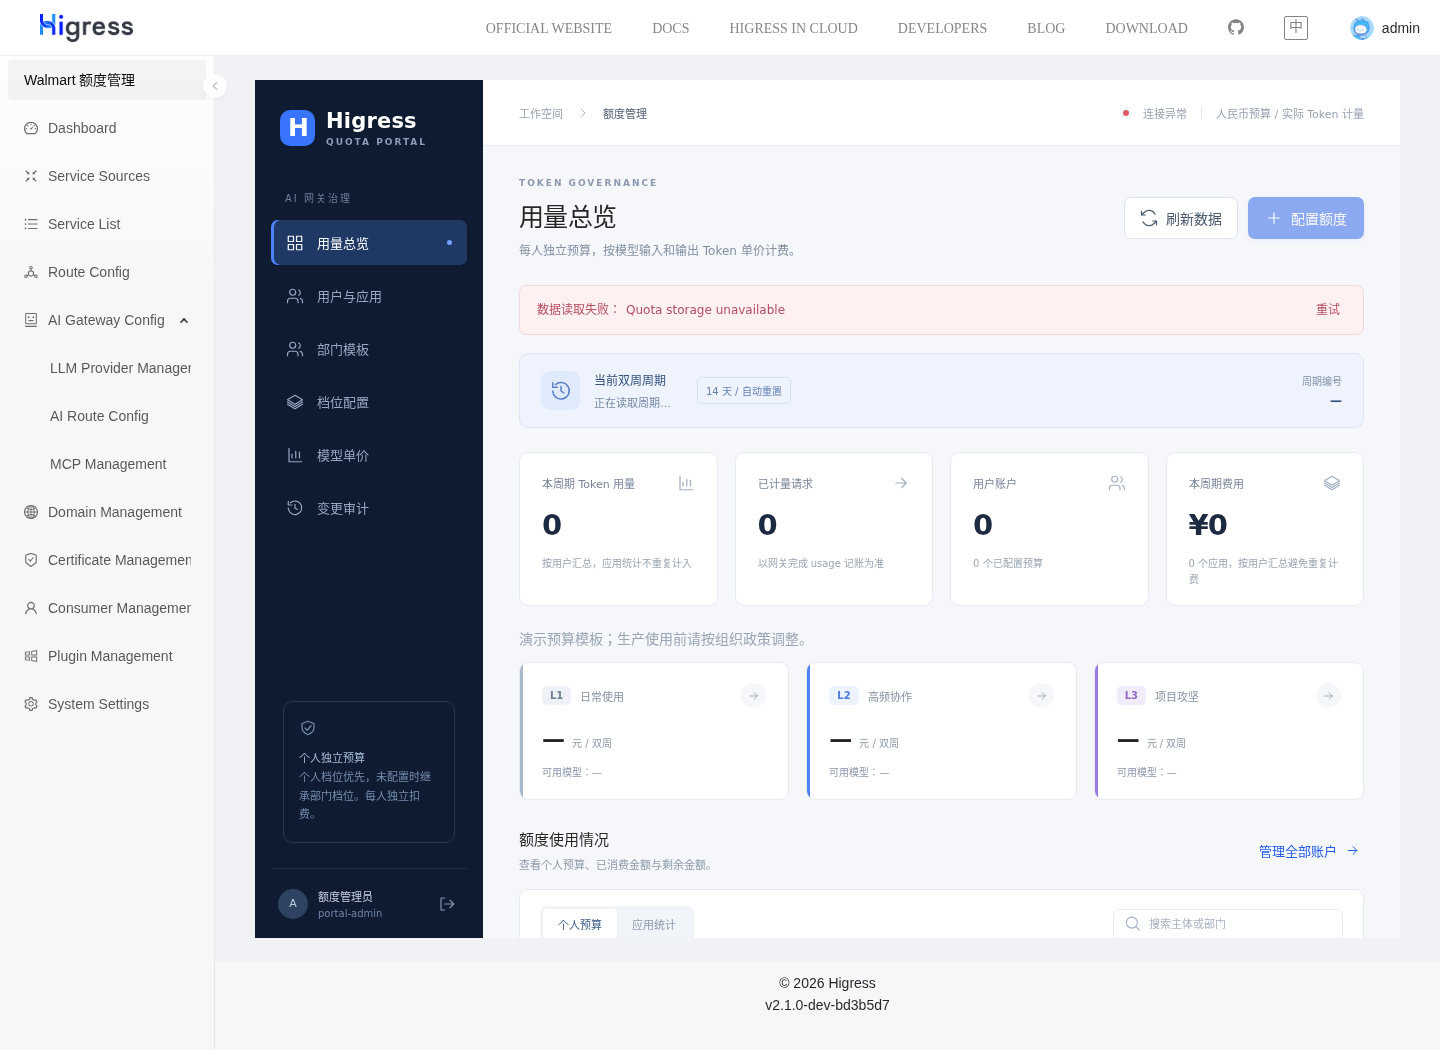 Higress
OFFICIAL WEBSITE
DOCS
HIGRESS IN CLOUD
DEVELOPERS
BLOG
DOWNLOAD
中
admin
Walmart 额度管理
Dashboard
Service Sources
Service List
Route Config
AI Gateway Config
LLM Provider Manager
AI Route Config
MCP Management
Domain Management
Certificate Managemen
Consumer Managemer
Plugin Management
System Settings
H
Higress
QUOTA PORTAL
AI 网关治理
用量总览
用户与应用
部门模板
档位配置
模型单价
变更审计
个人独立预算
个人档位优先，未配置时继
承部门档位。每人独立扣
费。
A
额度管理员
portal-admin
工作空间
额度管理
连接异常
人民币预算 / 实际 Token 计量
TOKEN GOVERNANCE
用量总览
每人独立预算，按模型输入和输出 Token 单价计费。
刷新数据
配置额度
数据读取失败： Quota storage unavailable
重试
当前双周周期
正在读取周期…
14 天 / 自动重置
周期编号
—
本周期 Token 用量
0
按用户汇总，应用统计不重复计入
已计量请求
0
以网关完成 usage 记账为准
用户账户
0
0 个已配置预算
本周期费用
¥0
0 个应用，按用户汇总避免重复计
费
演示预算模板；生产使用前请按组织政策调整。
L1 日常使用
— 元 / 双周
可用模型：—
L2 高频协作
— 元 / 双周
可用模型：—
L3 项目攻坚
— 元 / 双周
可用模型：—
额度使用情况
查看个人预算、已消费金额与剩余金额。
管理全部账户
个人预算
应用统计
搜索主体或部门
© 2026 Higress
v2.1.0-dev-bd3b5d7